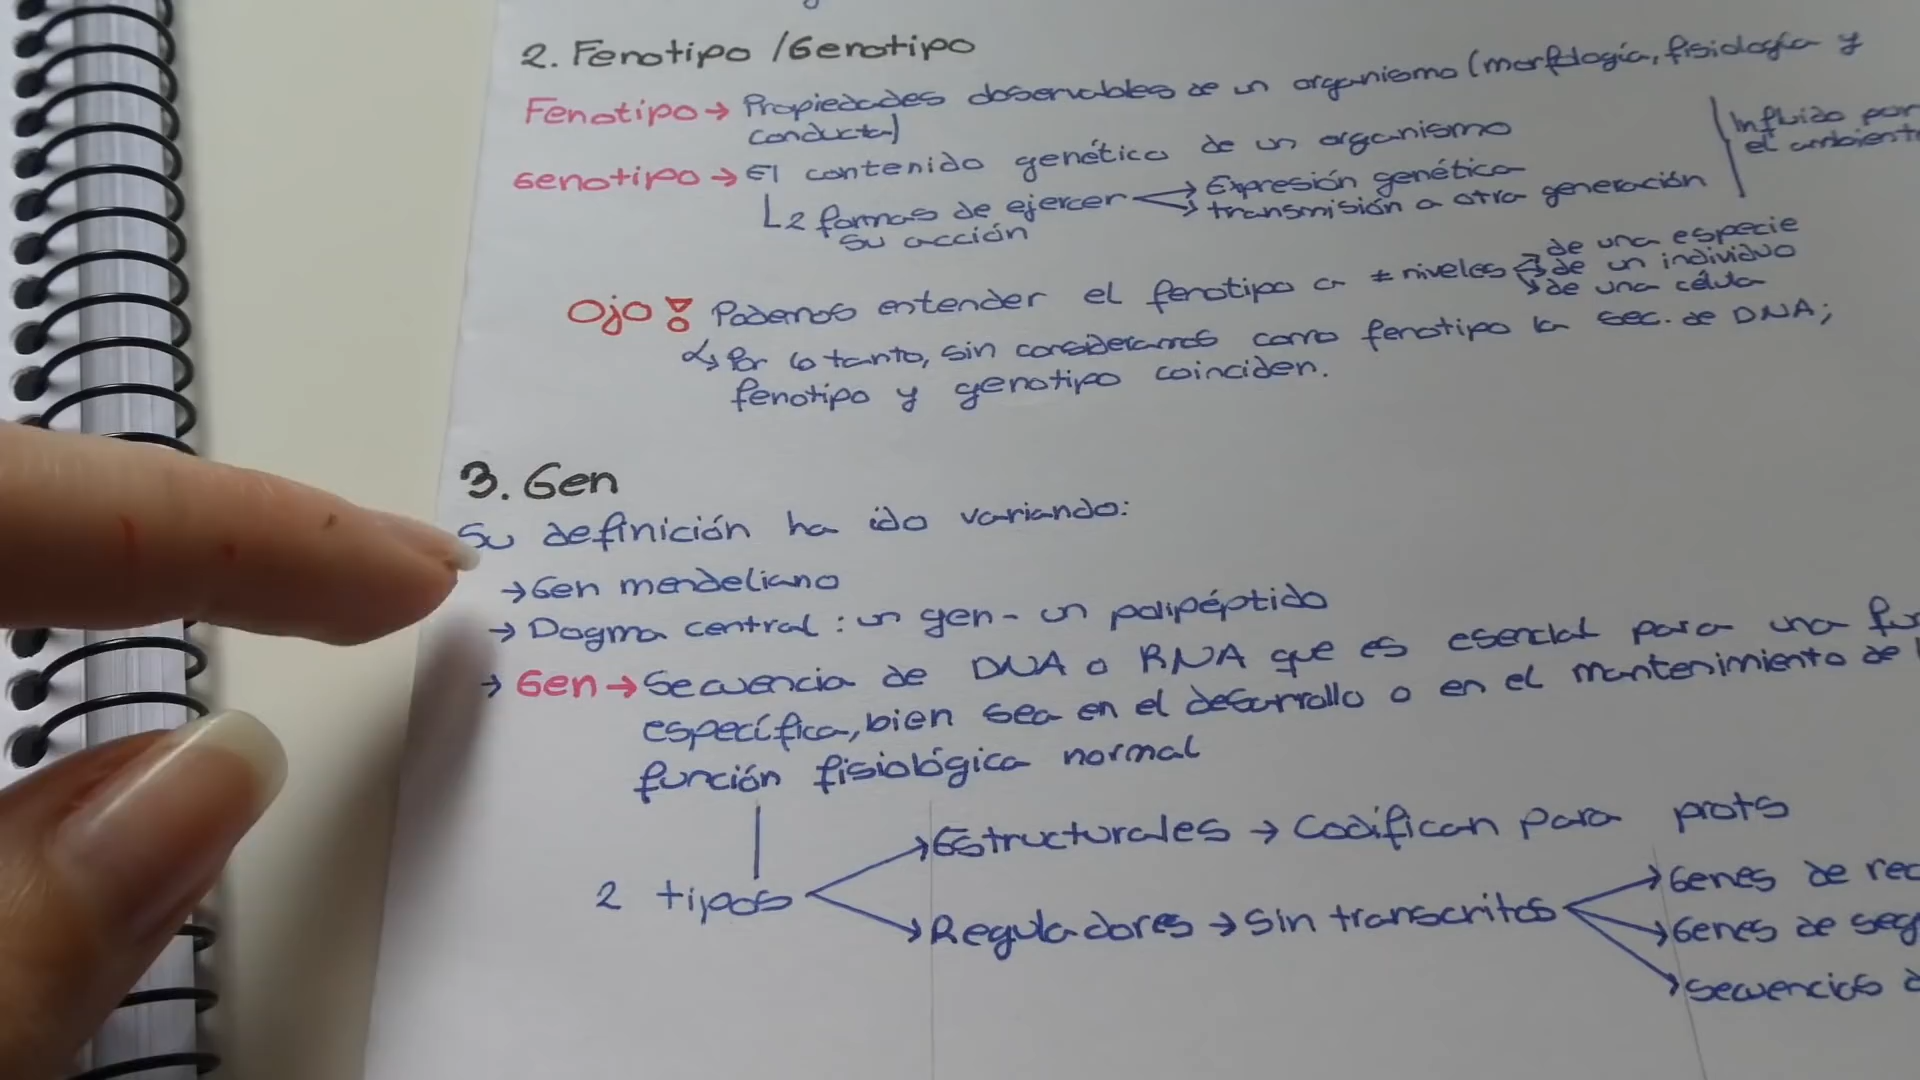 2. Fenotipo / Genotipo
Fenotipo → Propiedades observables de un organismo (morfología, fisiología y
conducta)
Genotipo → El contenido genético de un organismo
2 formas de ejercer → Expresión genética
su acción → transmisión a otra generación
Influido por
el ambiente
Ojo! Podemos entender el fenotipo a ≠ niveles → de una especie
→ de un individuo
→ de una célula
↳ Por lo tanto, sin consideramos como fenotipo la sec. de DNA;
fenotipo y genotipo coinciden.
3. Gen
Su definición ha ido variando:
→ Gen mendeliano
→ Dogma central: un gen - un polipéptido
→ Gen → Secuencia de DNA o RNA que es esencial para una
específica, bien sea en el desarrollo o en el mantenimiento de
función fisiológica normal
2 tipos → Estructurales → Codifican para prots
→ Reguladores → Sin transcritos → Genes de
→ Genes de
→ Secuencias